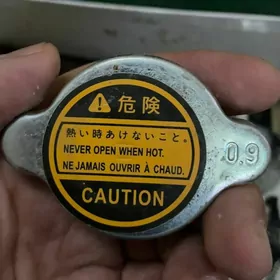 ⚠ 危険
熱い時あけないこと。
NEVER OPEN WHEN HOT.
NE JAMAIS OUVRIR À CHAUD.
CAUTION
0.9